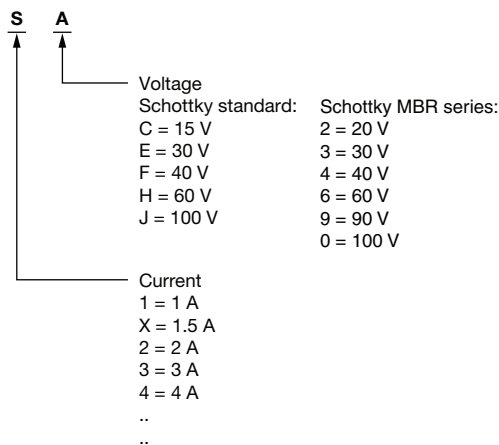 S A
Voltage
Schottky standard: Schottky MBR series:
C = 15 V 2 = 20 V
E = 30 V 3 = 30 V
F = 40 V 4 = 40 V
H = 60 V 6 = 60 V
J = 100 V 9 = 90 V
0 = 100 V
Current
1 = 1 A
X = 1.5 A
2 = 2 A
3 = 3 A
4 = 4 A
..
..